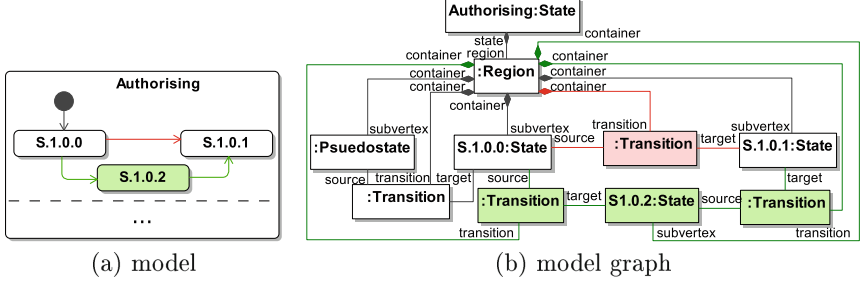 Authorising
S.1.0.0
S.1.0.1
S.1.0.2
...
(a) model
Authorising:State
state
region
container
container
container
:Region
container
container
container
container
container
container
subvertex
source
transition
target
subvertex
:Psuedostate
S.1.0.0:State
:Transition
S.1.0.1:State
source
transition
target
source
target
:Transition
:Transition
target
S1.0.2:State
source
:Transition
transition
subvertex
transition
(b) model graph